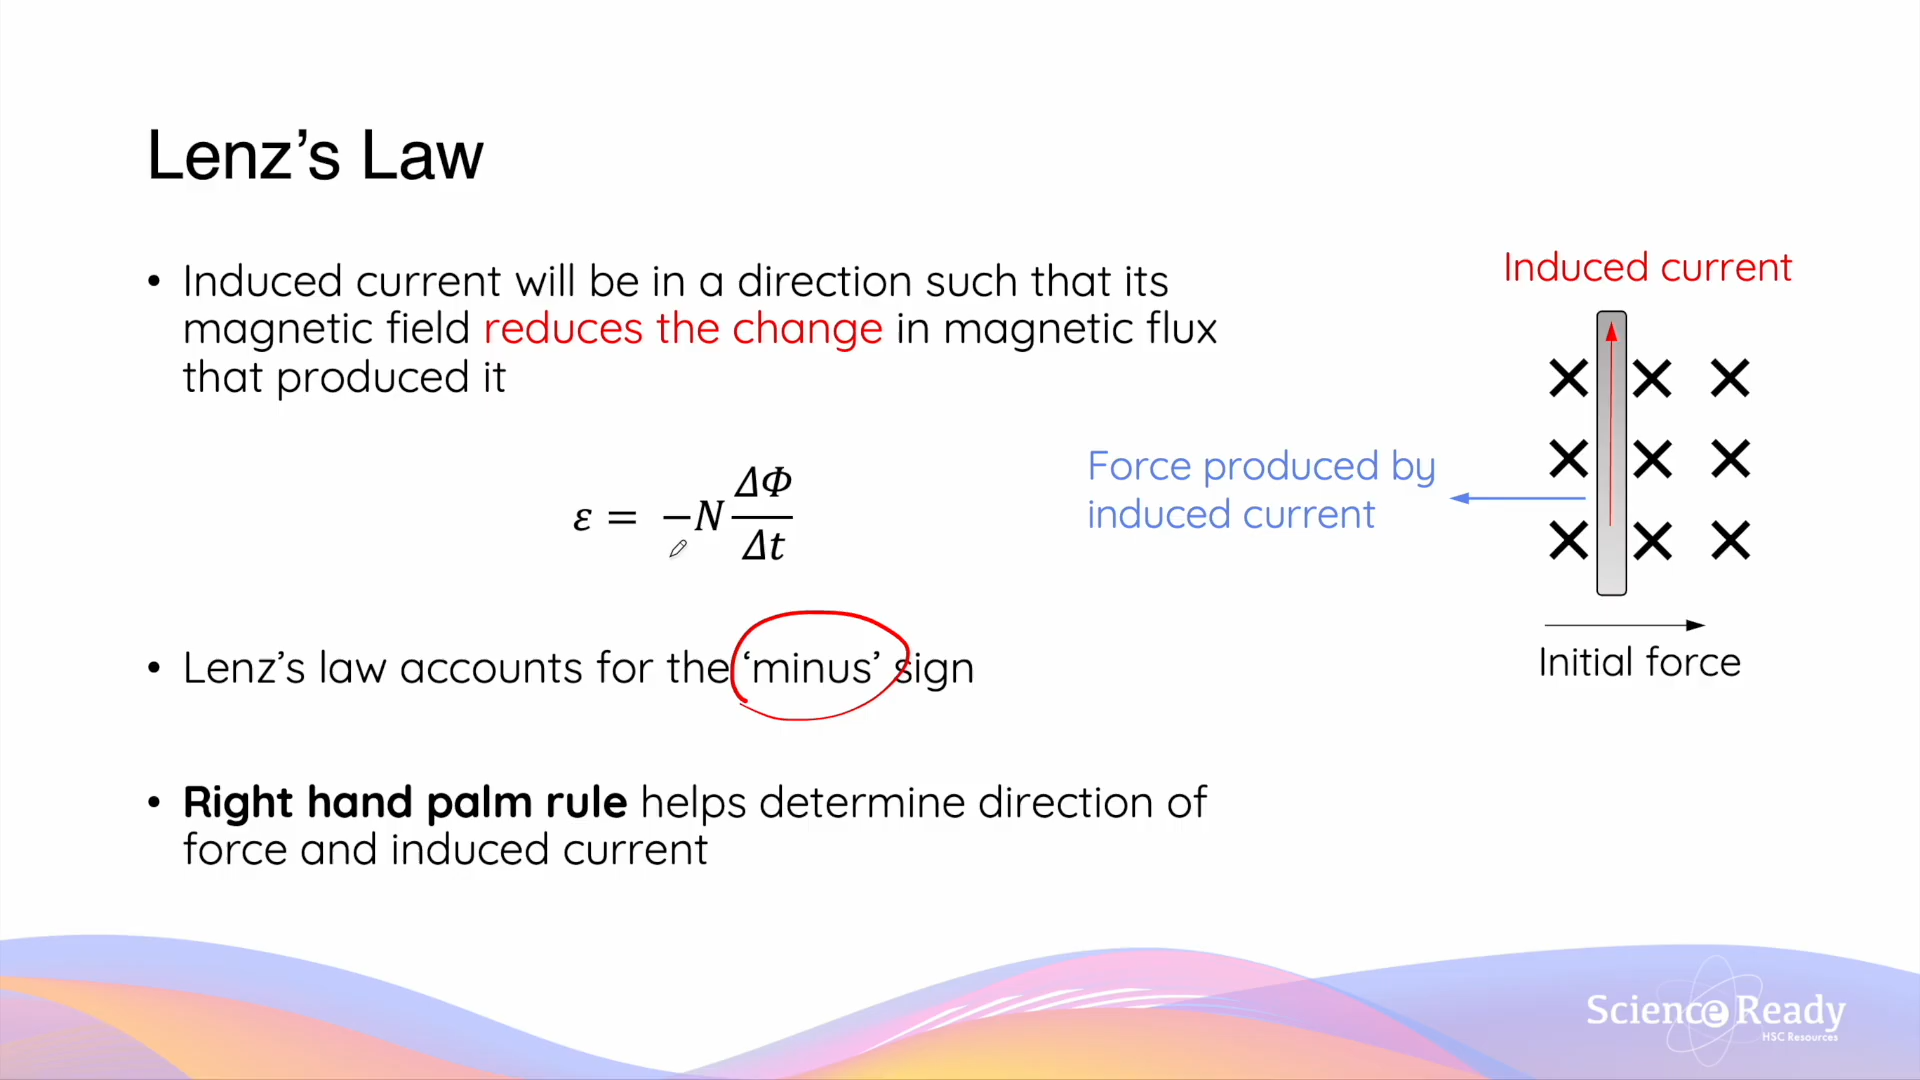 Lenz’s Law
• Induced current will be in a direction such that its
magnetic field reduces the change in magnetic flux
that produced it
ε = −N ΔΦ/Δt
• Lenz’s law accounts for the ‘minus’ sign
• Right hand palm rule helps determine direction of
force and induced current
Induced current
Force produced by
induced current
Initial force
Science Ready
HSC Resources